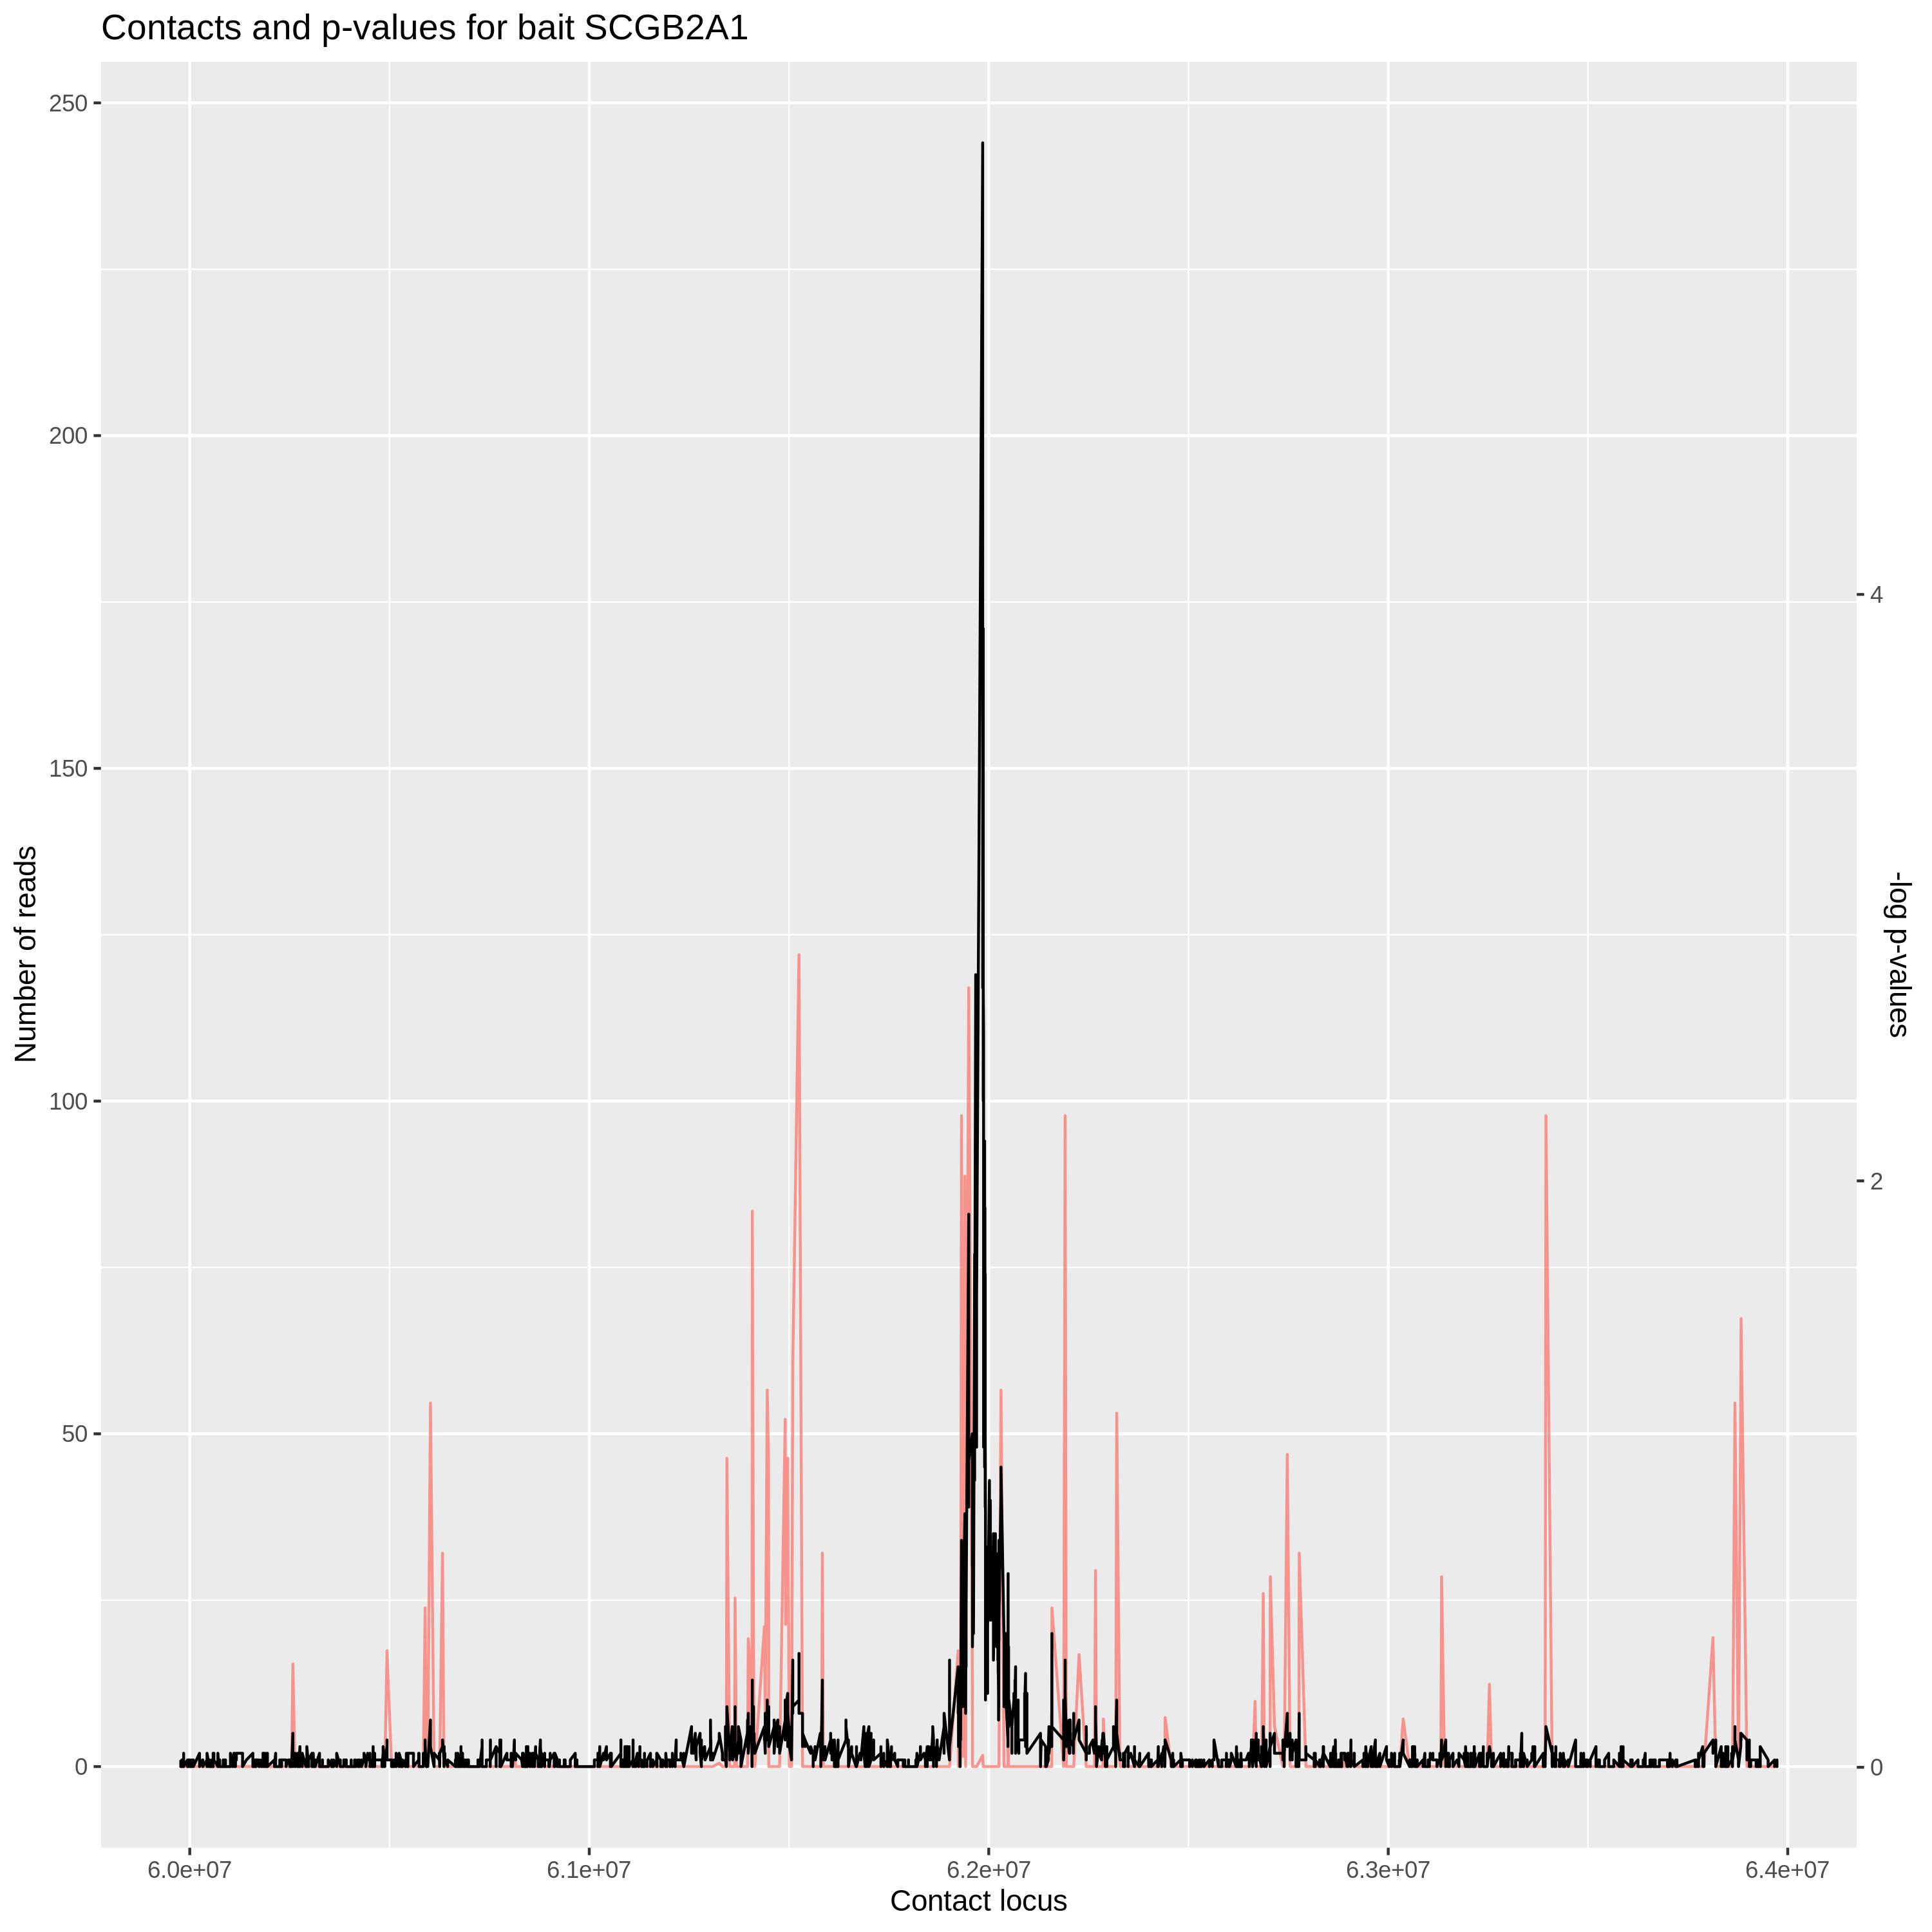 Contacts and p-values for bait SCGB2A1
250
200
150
100
50
0
Number of reads
4
2
0
-log p-values
6.0e+07
6.1e+07
6.2e+07
6.3e+07
6.4e+07
Contact locus